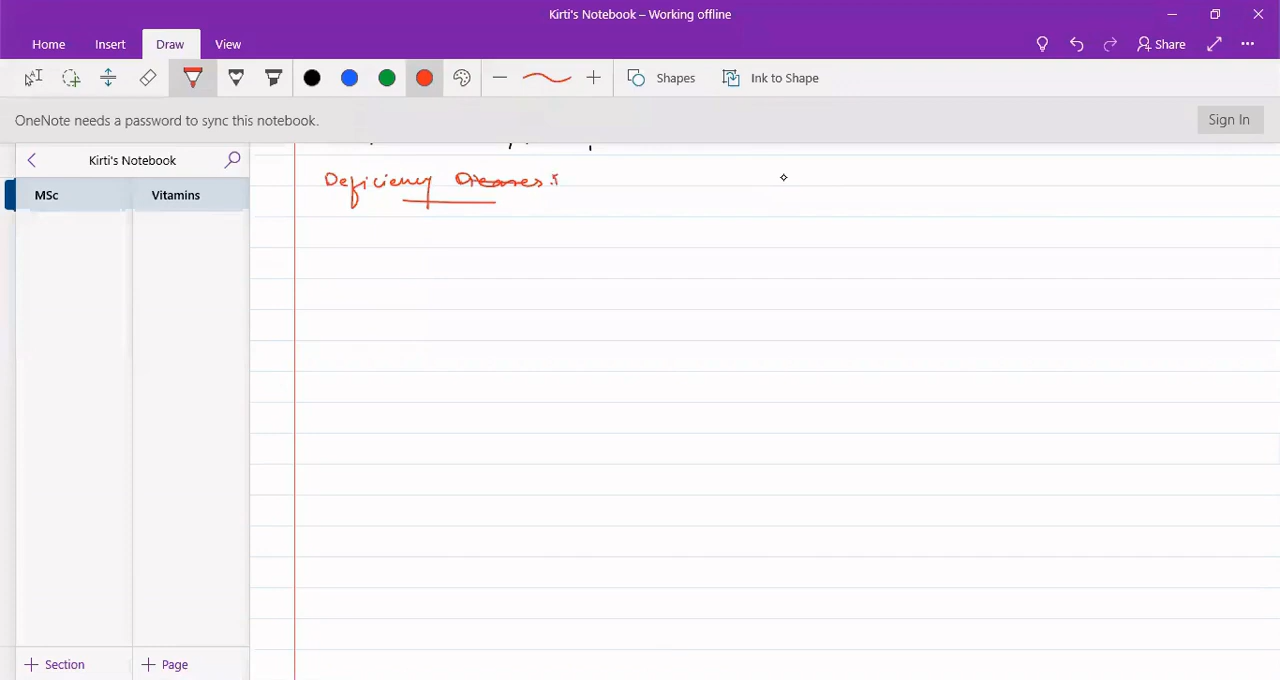 Kirti's Notebook – Working offline
Home Insert Draw View Share
Shapes Ink to Shape
OneNote needs a password to sync this notebook. Sign In
Kirti's Notebook
MSc Vitamins
Deficiency Diseases:
Section Page